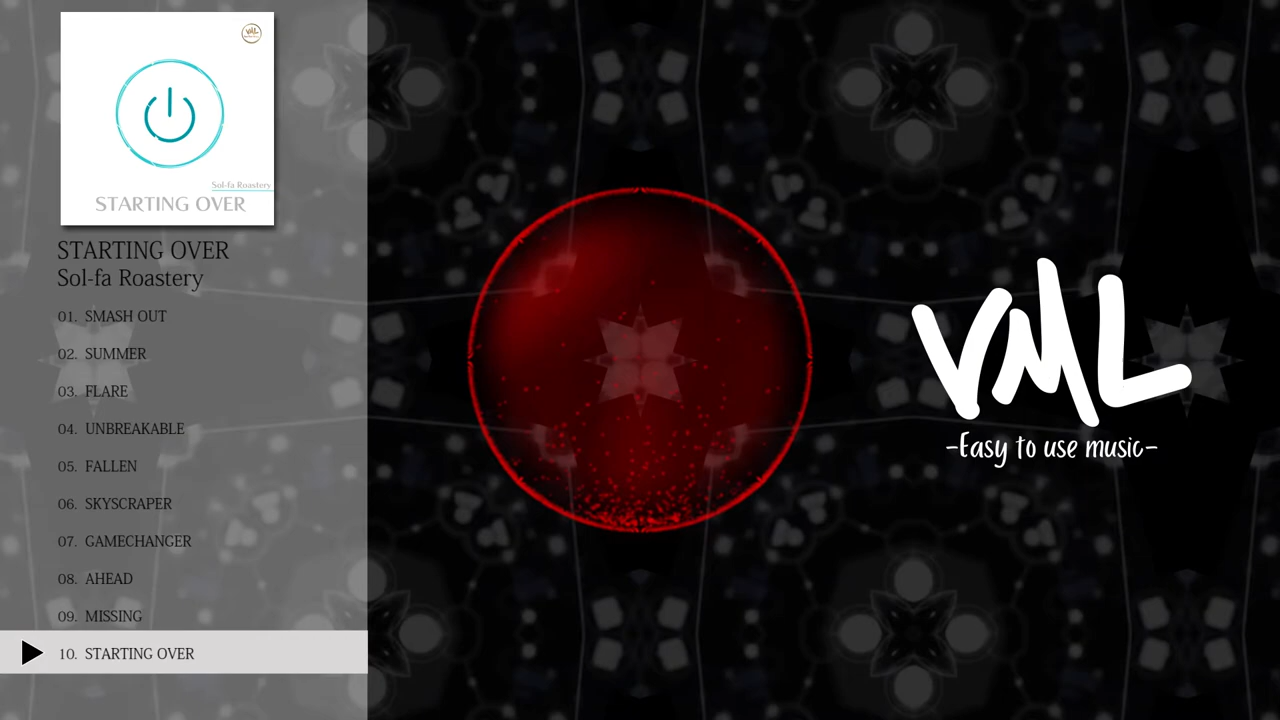 VML
Sol-fa Roastery
STARTING OVER
STARTING OVER
Sol-fa Roastery
01. SMASH OUT
02. SUMMER
03. FLARE
04. UNBREAKABLE
05. FALLEN
06. SKYSCRAPER
07. GAMECHANGER
08. AHEAD
09. MISSING
10. STARTING OVER
VML
-Easy to use music-